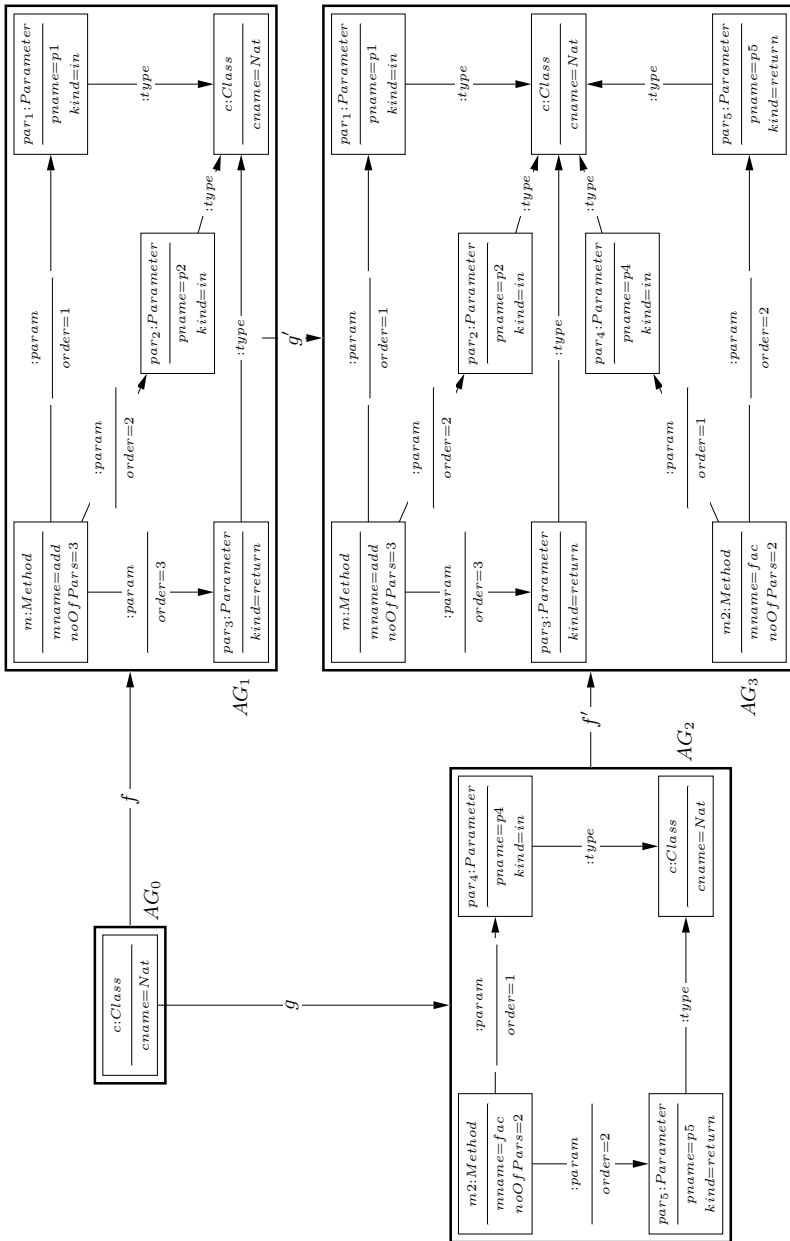 c:Class
cname=Nat
AG₀
f
m:Method
mname=add
noOfPars=3
:param
order=1
par₁:Parameter
pname=p1
kind=in
:param
order=2
par₂:Parameter
pname=p2
kind=in
:type
:type
:param
order=3
par₃:Parameter
kind=return
:type
c:Class
cname=Nat
AG₁
g
g′
m2:Method
mname=fac
noOfPars=2
:param
order=1
par₄:Parameter
pname=p4
kind=in
:param
order=2
:type
par₅:Parameter
pname=p5
kind=return
:type
c:Class
cname=Nat
AG₂
f′
m:Method
mname=add
noOfPars=3
:param
order=1
par₁:Parameter
pname=p1
kind=in
:param
order=2
par₂:Parameter
pname=p2
kind=in
:type
:type
:param
order=3
par₃:Parameter
kind=return
:type
c:Class
cname=Nat
:param
order=1
par₄:Parameter
pname=p4
kind=in
:type
:type
m2:Method
mname=fac
noOfPars=2
:param
order=2
par₅:Parameter
pname=p5
kind=return
AG₃